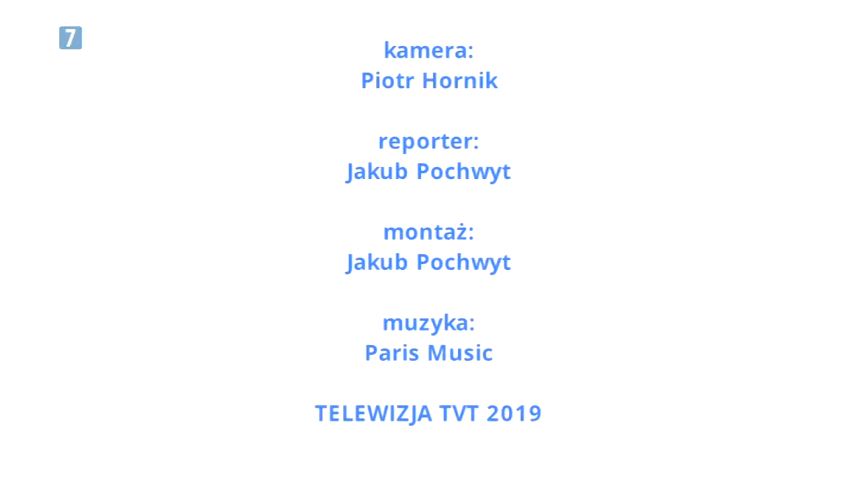 7
kamera:
Piotr Hornik
reporter:
Jakub Pochwyt
montaż:
Jakub Pochwyt
muzyka:
Paris Music
TELEWIZJA TVT 2019